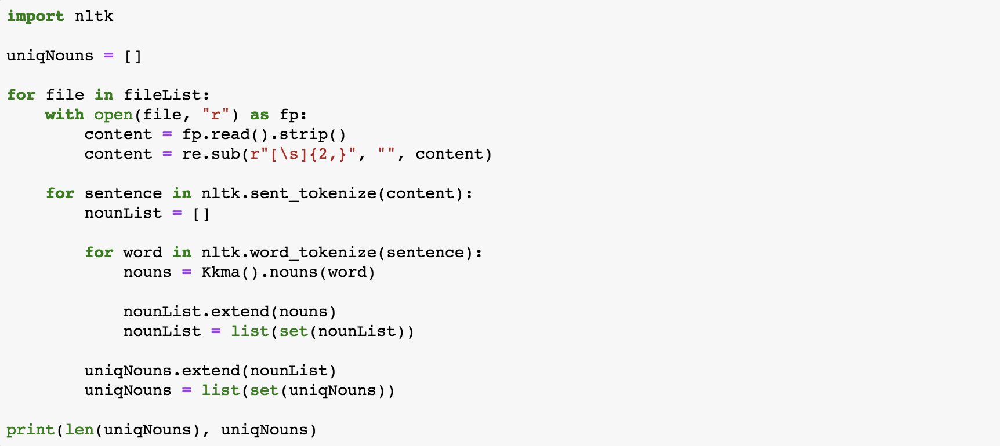 import nltk

uniqNouns = []

for file in fileList:
    with open(file, "r") as fp:
        content = fp.read().strip()
        content = re.sub(r"[\s]{2,}", "", content)

    for sentence in nltk.sent_tokenize(content):
        nounList = []

        for word in nltk.word_tokenize(sentence):
            nouns = Kkma().nouns(word)

            nounList.extend(nouns)
            nounList = list(set(nounList))

        uniqNouns.extend(nounList)
        uniqNouns = list(set(uniqNouns))

print(len(uniqNouns), uniqNouns)